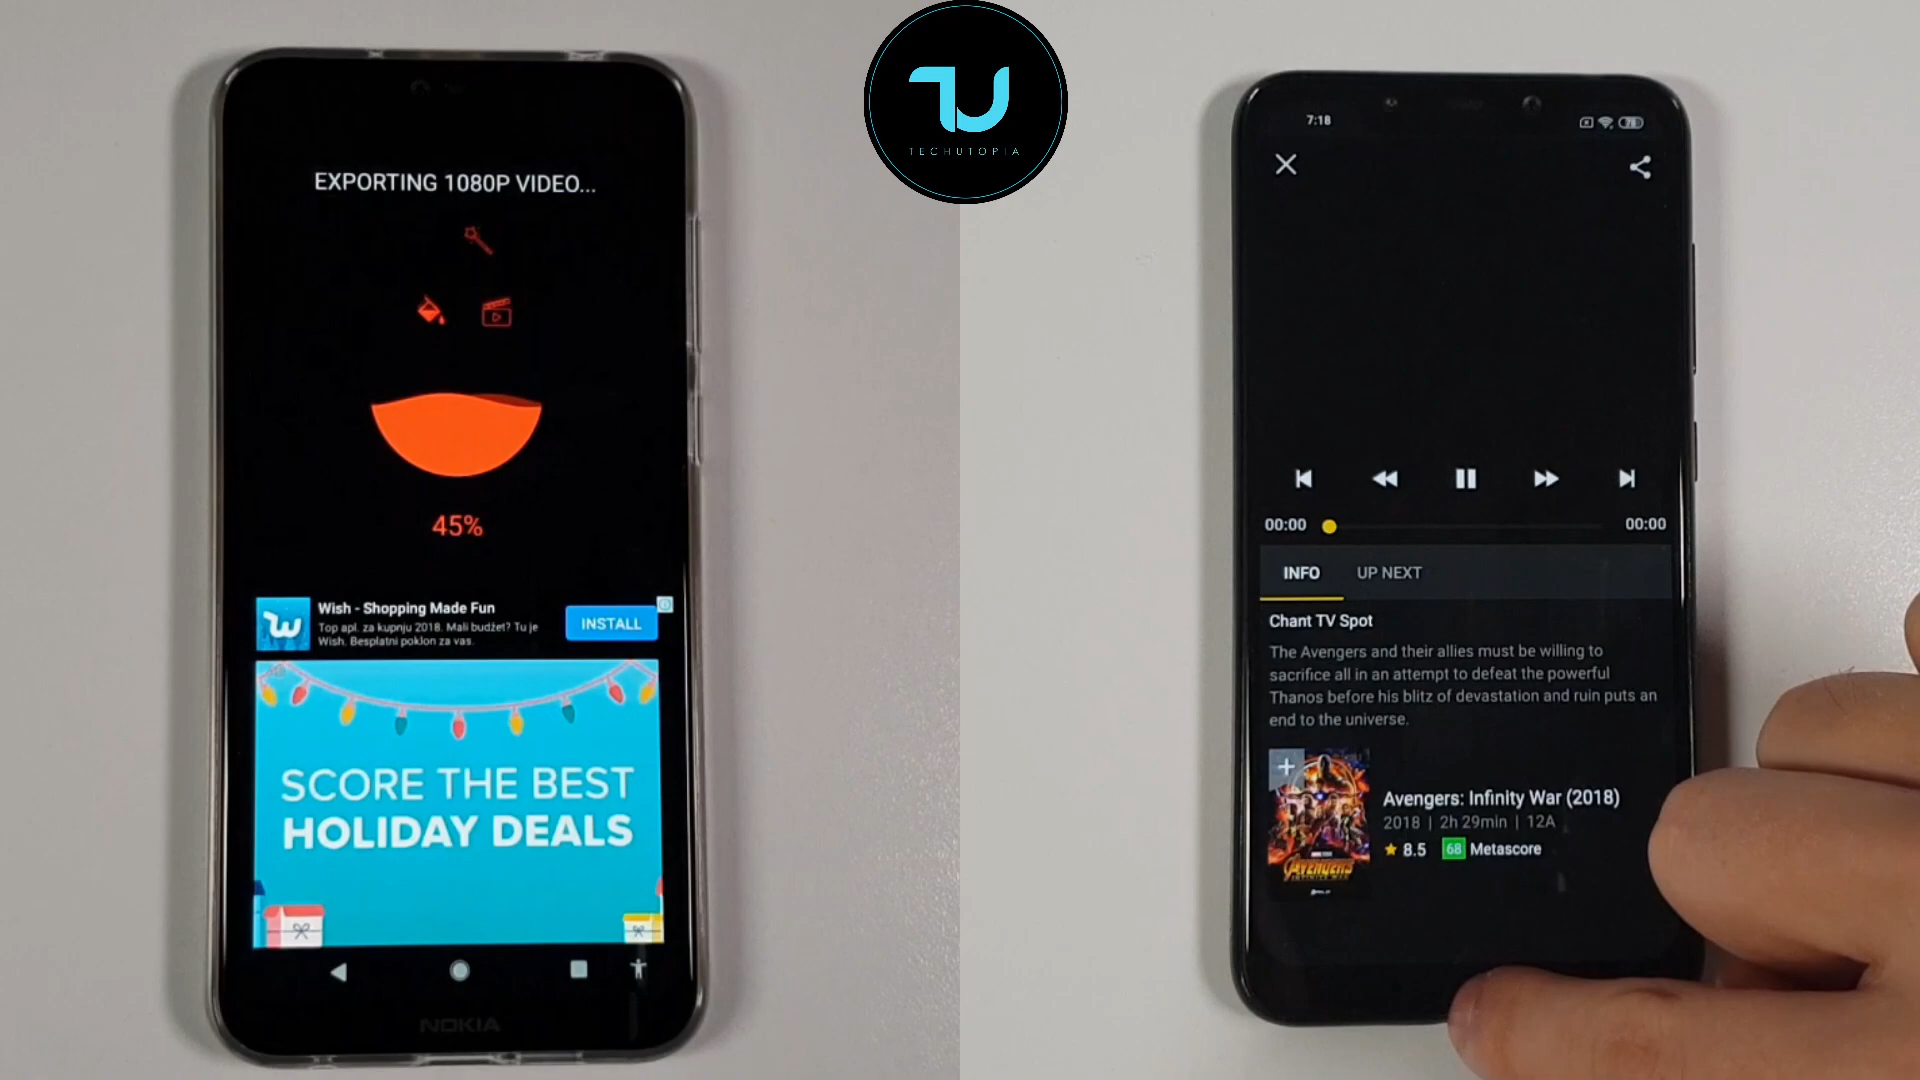 EXPORTING 1080P VIDEO...
45%
Wish - Shopping Made Fun
Top apl. za kupnju 2018. Mali budžet? Tu je
Wish. Besplatni poklon za vas.
INSTALL
SCORE THE BEST
HOLIDAY DEALS
NOKIA
TECHUTOPIA
7:18
78
00:00
00:00
INFO
UP NEXT
Chant TV Spot
The Avengers and their allies must be willing to
sacrifice all in an attempt to defeat the powerful
Thanos before his blitz of devastation and ruin puts an
end to the universe.
AVENGERS
Avengers: Infinity War (2018)
2018 | 2h 29min | 12A
8.5 68 Metascore